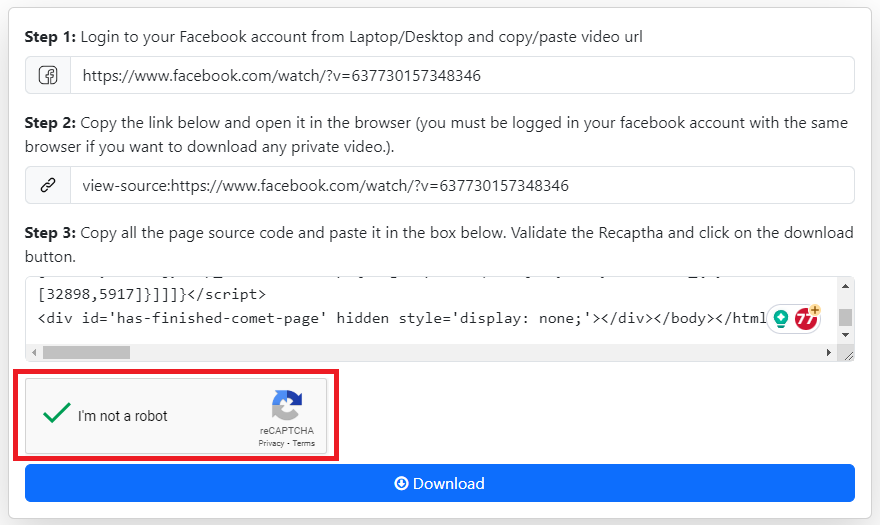 Step 1: Login to your Facebook account from Laptop/Desktop and copy/paste video url
https://www.facebook.com/watch/?v=637730157348346
Step 2: Copy the link below and open it in the browser (you must be logged in your facebook account with the same
browser if you want to download any private video.).
view-source:https://www.facebook.com/watch/?v=637730157348346
Step 3: Copy all the page source code and paste it in the box below. Validate the Recaptha and click on the download
button.
[32898,5917]}]]]}</script>
<div id='has-finished-comet-page' hidden style='display: none;'></div></body></html
77+
I'm not a robot
reCAPTCHA
Privacy - Terms
Download